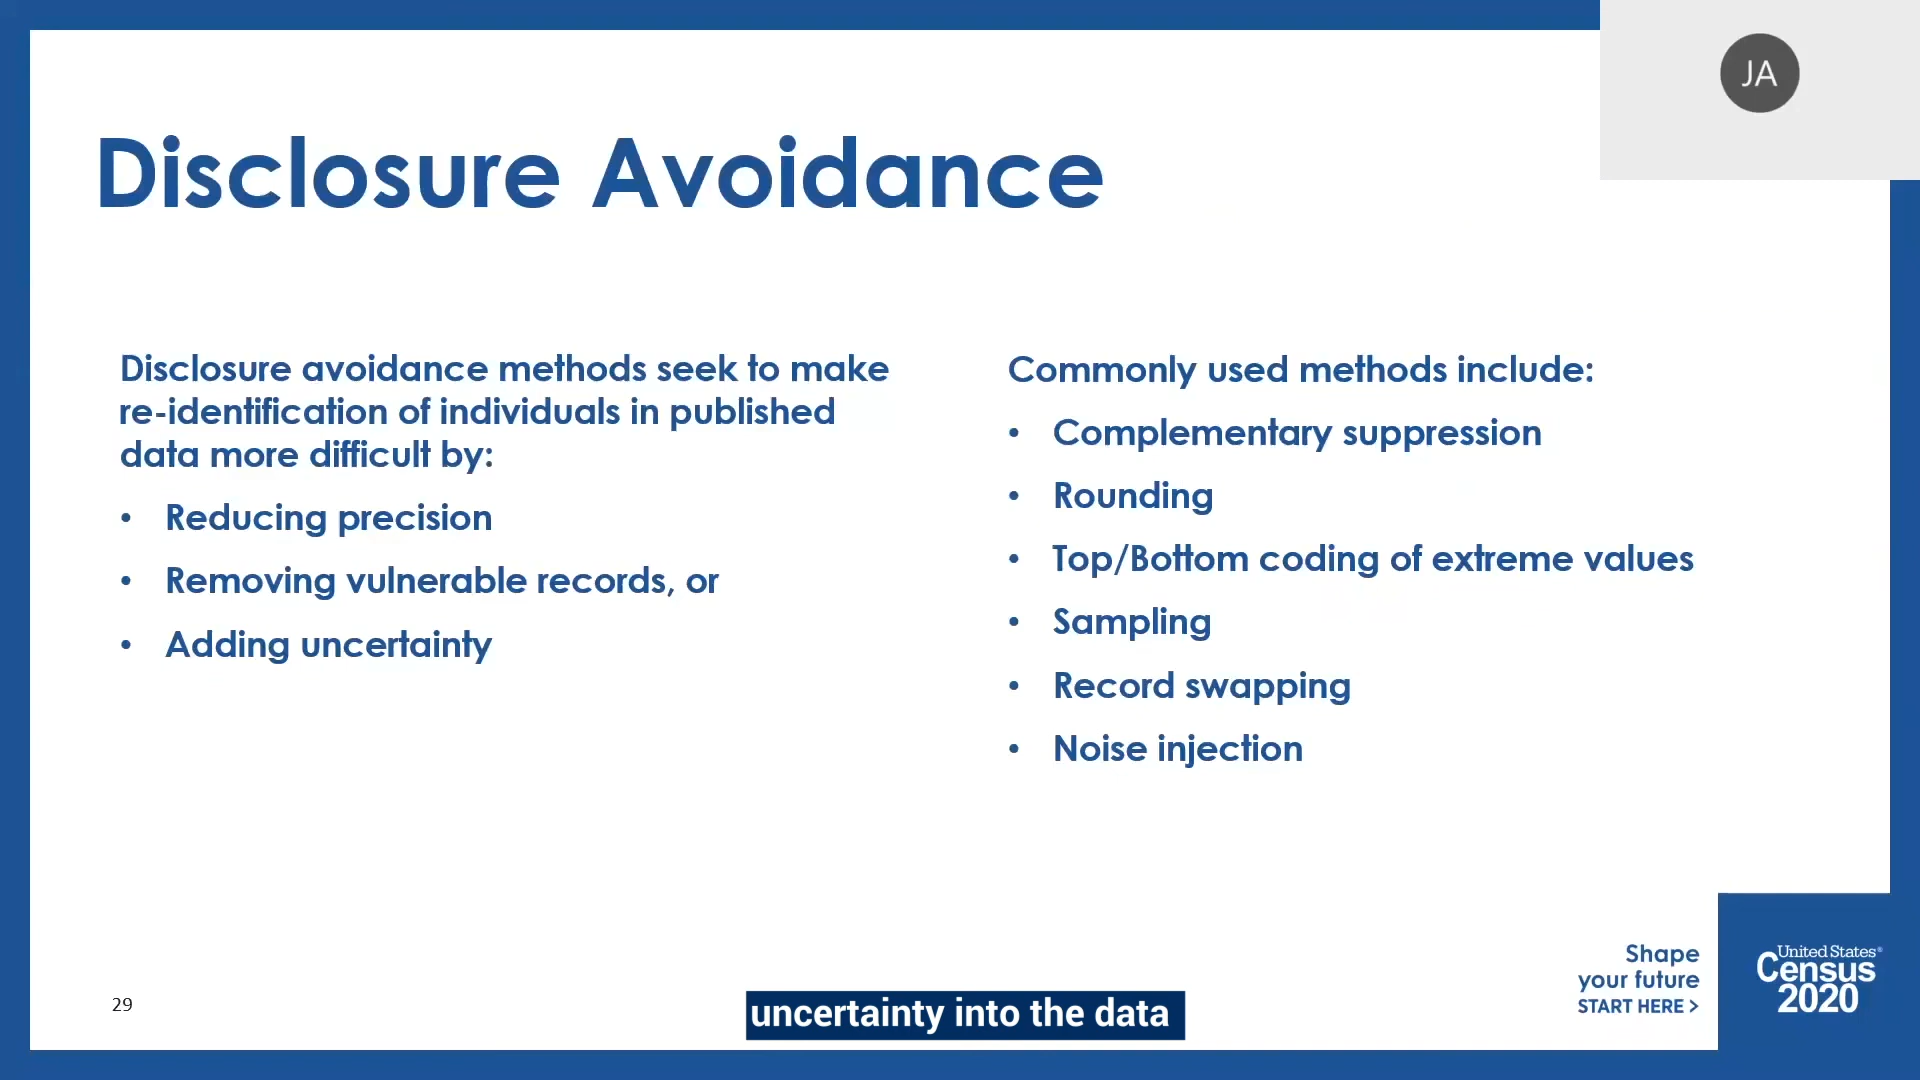 JA
Disclosure Avoidance
Disclosure avoidance methods seek to make
re-identification of individuals in published
data more difficult by:
• Reducing precision
• Removing vulnerable records, or
• Adding uncertainty
Commonly used methods include:
• Complementary suppression
• Rounding
• Top/Bottom coding of extreme values
• Sampling
• Record swapping
• Noise injection
Shape
your future
START HERE >
United States®
Census
2020
29
uncertainty into the data